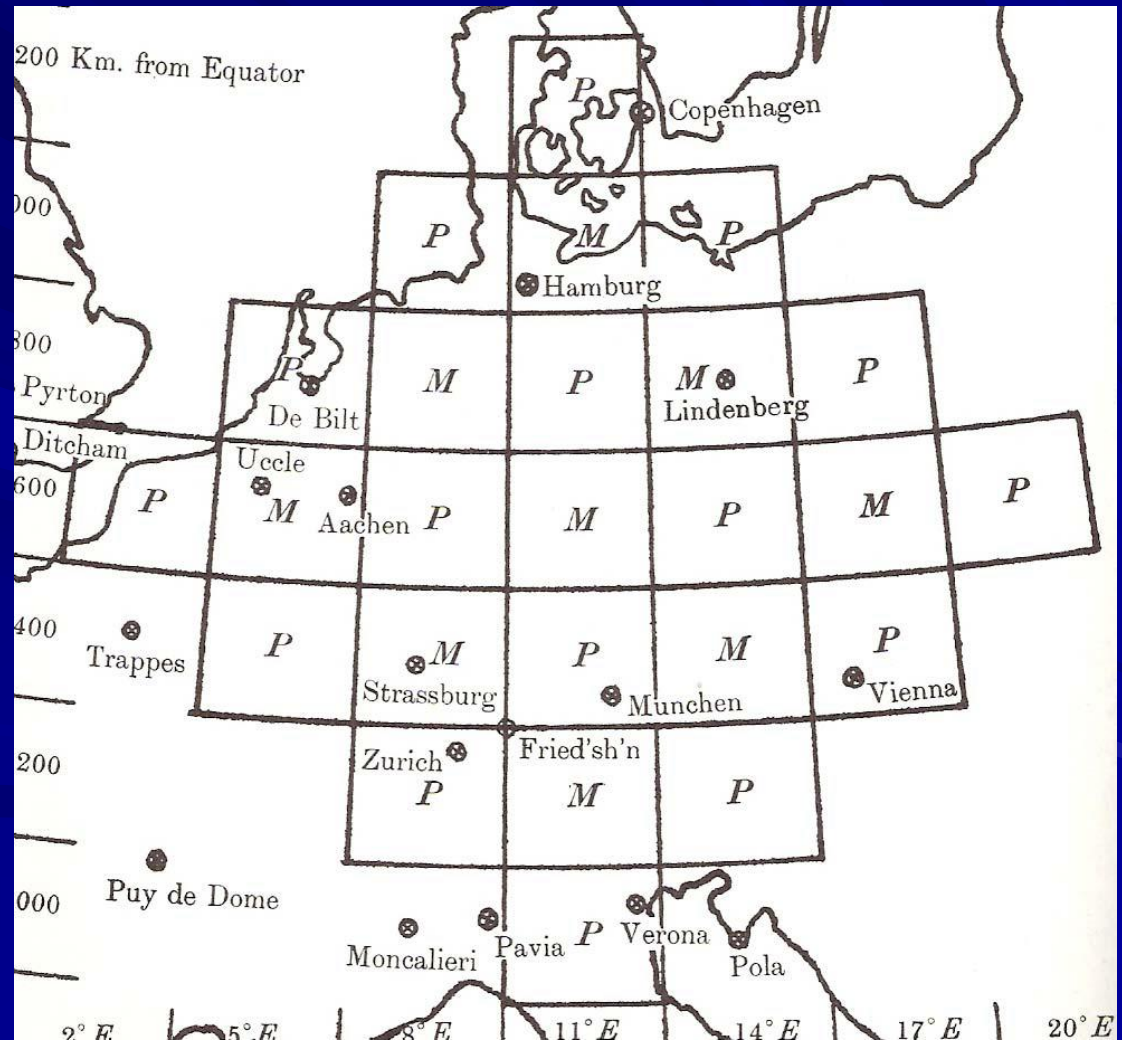 200 Km. from Equator
P
Copenhagen
000
P
M
P
Hamburg
800
P
M
P
M
P
Pyrton
De Bilt
Lindenberg
Ditcham
Uccle
600
P
M
Aachen
P
M
P
M
P
400
Trappes
P
M
P
M
P
Strassburg
Munchen
Vienna
200
Zurich
Fried'sh'n
P
M
P
Puy de Dome
000
Moncalieri
Pavia
P
Verona
Pola
2° E
5° E
8° E
11° E
14° E
17° E
20° E